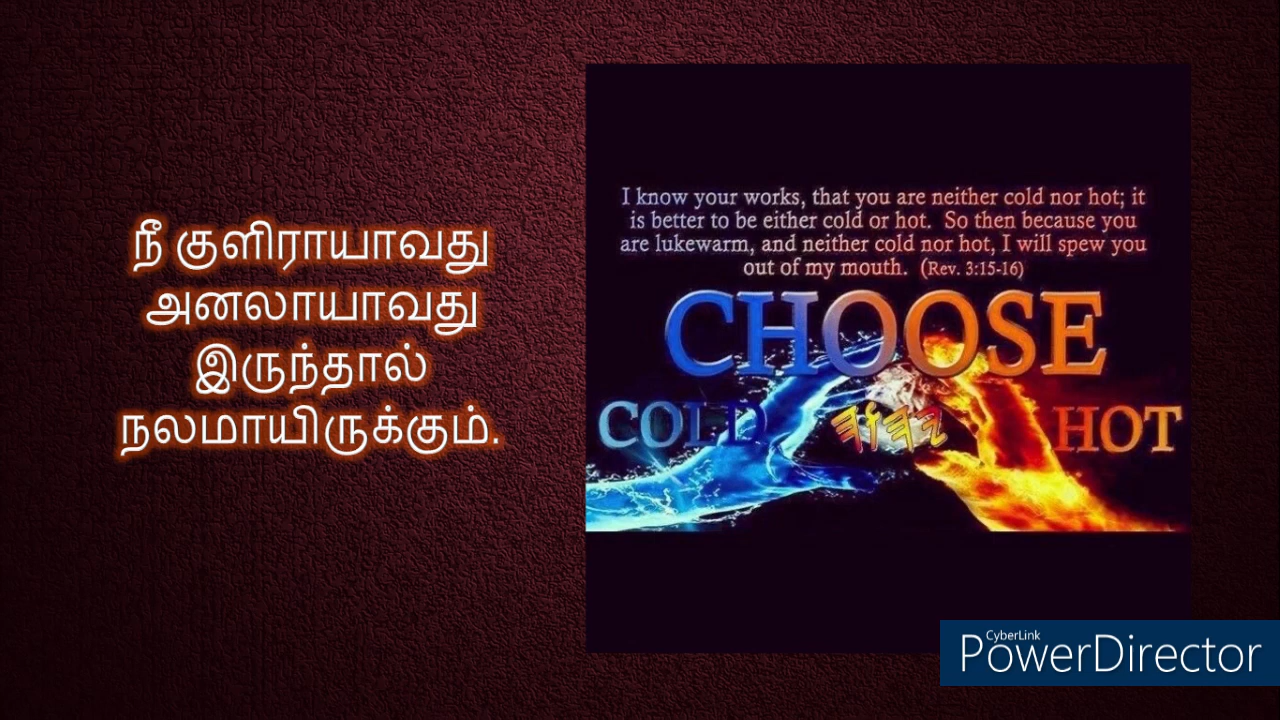 நீ குளிராயாவது
அனலாயாவது
இருந்தால்
நலமாயிருக்கும்.
I know your works, that you are neither cold nor hot; it
is better to be either cold or hot. So then because you
are lukewarm, and neither cold nor hot, I will spew you
out of my mouth. (Rev. 3:15-16)
CHOOSE
COLD
HOT
CyberLink
PowerDirector